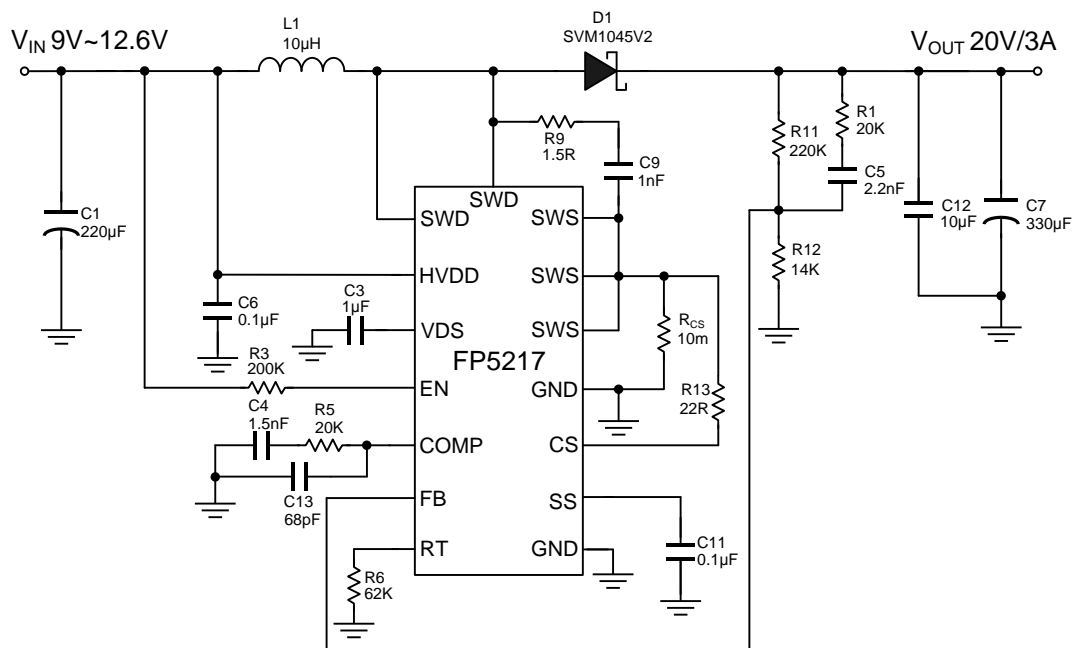 L1
10µH
D1
SVM1045V2
VIN 9V~12.6V
VOUT 20V/3A
R9
1.5R
C9
1nF
R11
220K
R1
20K
C5
2.2nF
C1
220µF
C12
10µF
C7
330µF
R12
14K
SWD
SWD
SWS
HVDD
SWS
C6
0.1µF
C3
1µF
VDS
SWS
RCS
10m
FP5217
R3
200K
EN
GND
R13
22R
C4
1.5nF
R5
20K
COMP
CS
C13
68pF
FB
SS
RT
GND
C11
0.1µF
R6
62K